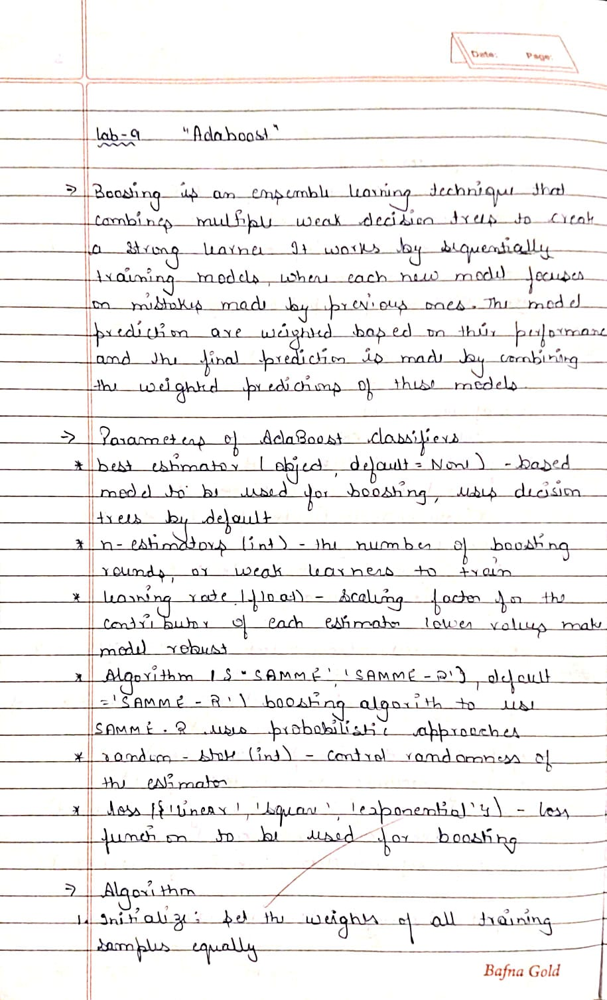 Date: Page:
Lab-9 "Adaboost"
=> Boosting is an ensemble learning technique that
combines multiple weak decision trees to create
a strong learner It works by sequentially
training models, where each new model focuses
on mistakes made by previous ones. The model
prediction are weighted based on their performanc
and the final prediction is made by combining
the weighted predictions of these models
=> Parameters of AdaBoost classifiers
* best estimator (object, default = None) - based
model to be used for boosting, uses decision
trees by default
* n-estimators (int) - the number of boosting
rounds, or weak learners to train
* learning rate (float) - scaling factor for the
contributor of each estimator lower values make
model robust
* Algorithm ({"SAMME', 'SAMME-R'}, default
='SAMME-R') boosting algorith to use
SAMME.R uses probabilistic approaches
* random-state (int) - control randomness of
the estimator
* loss ({'linear', 'square', 'exponential'}) - loss
function to be used for boosting
=> Algorithm
1. Initialize: set the weights of all training
samples equally
Bafna Gold